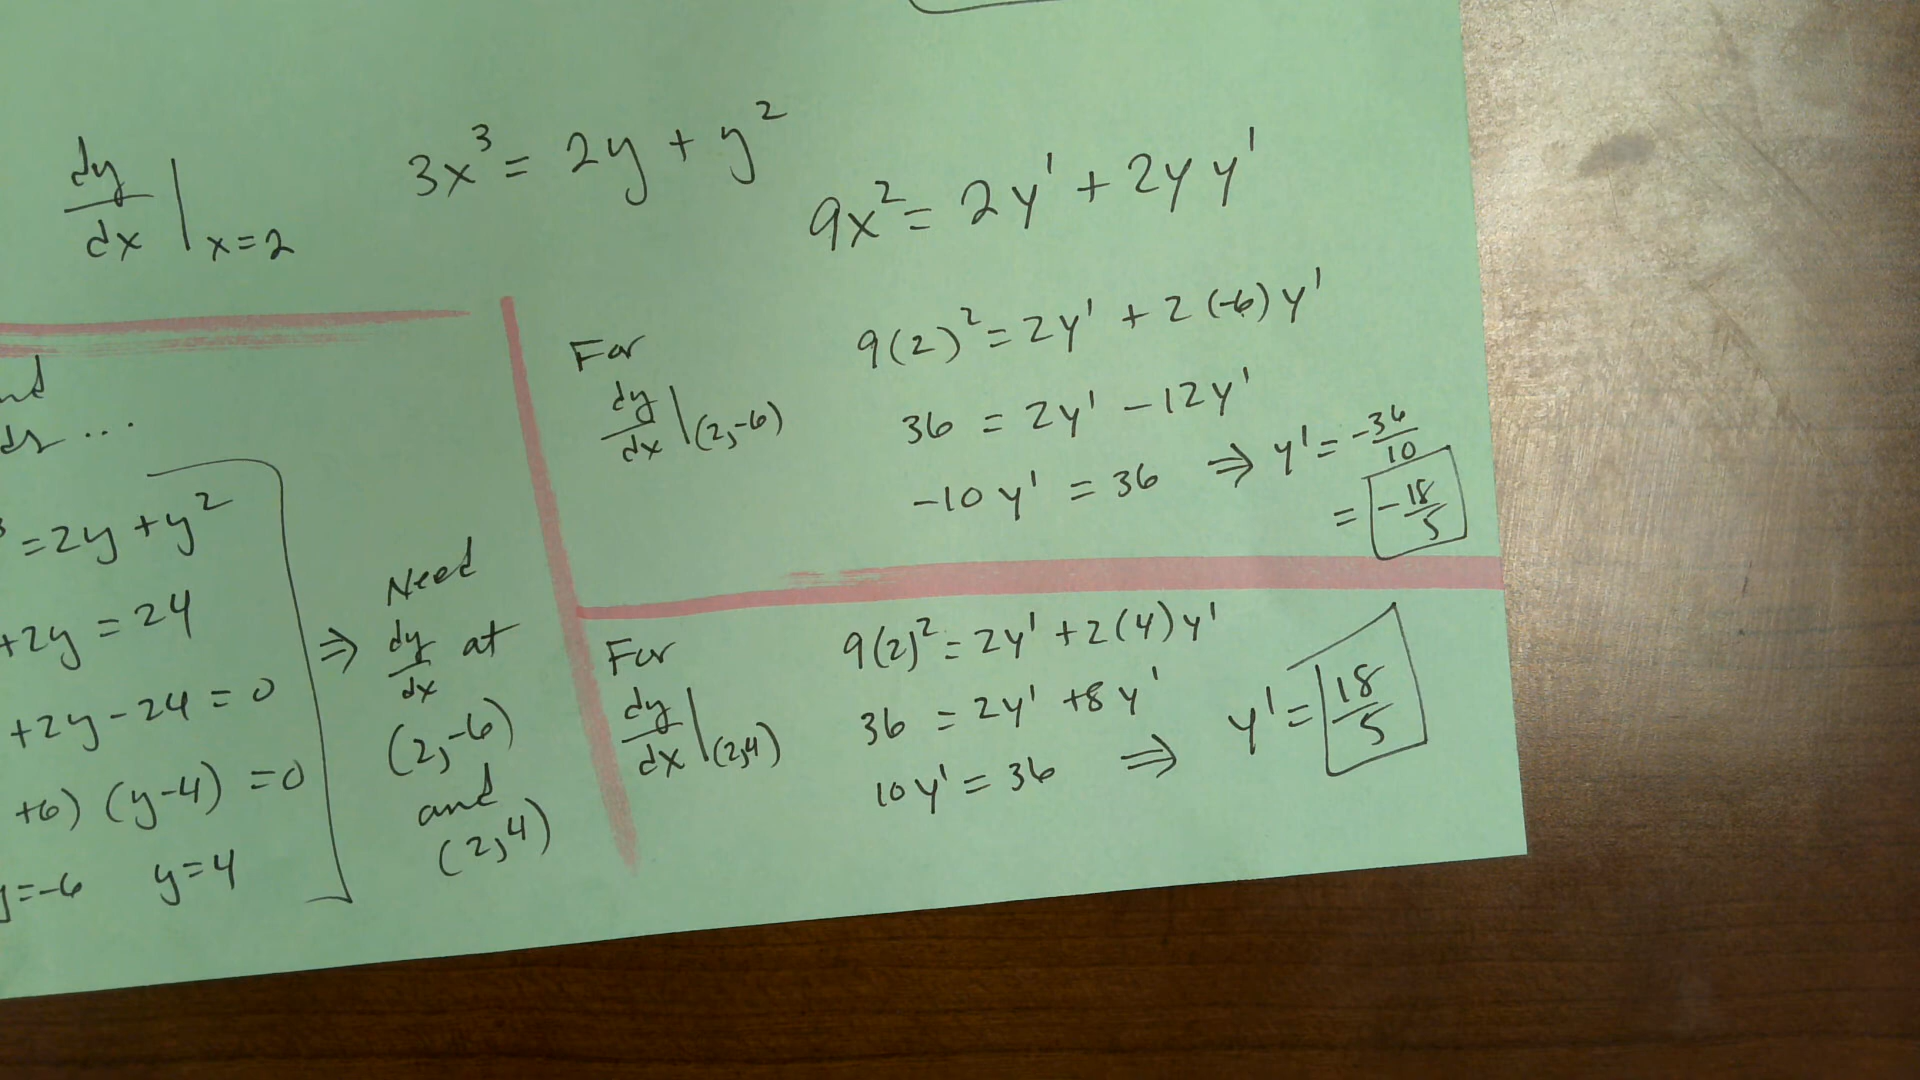 dy/dx |x=2
3x³ = 2y + y²
9x² = 2y' + 2y y'
...
=2y + y²
+2y = 24
+2y - 24 = 0
+6) (y-4) = 0
y=-6 y=4
⇒ Need
dy/dx at
(2,-6)
and
(2,4)
For
dy/dx |(2,-6)
9(2)² = 2y' + 2(-6)y'
36 = 2y' - 12y'
-10y' = 36 ⇒ y' = -36/10
= -18/5
For
dy/dx |(2,4)
9(2)² = 2y' + 2(4)y'
36 = 2y' + 8y'
10y' = 36 ⇒ y' = 18/5